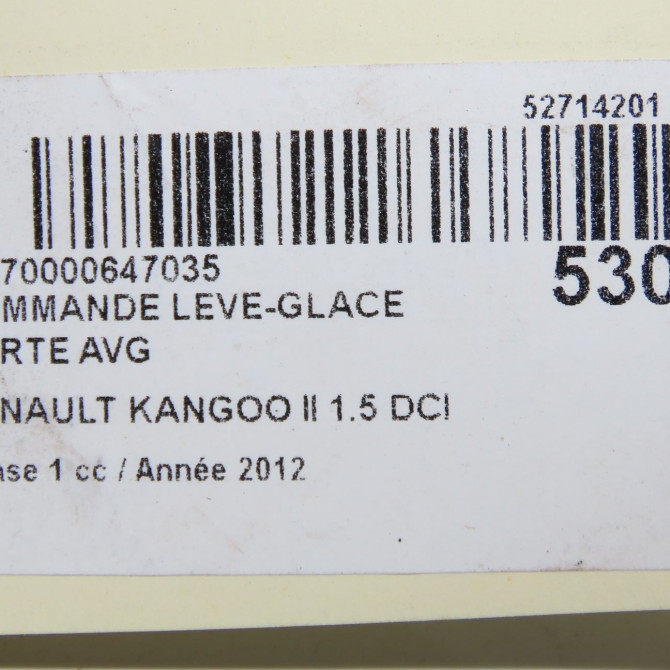 52714201
70000647035
530
MMANDE LEVE-GLACE
RTE AVG
NAULT KANGOO II 1.5 DCI
ase 1 cc / Année 2012